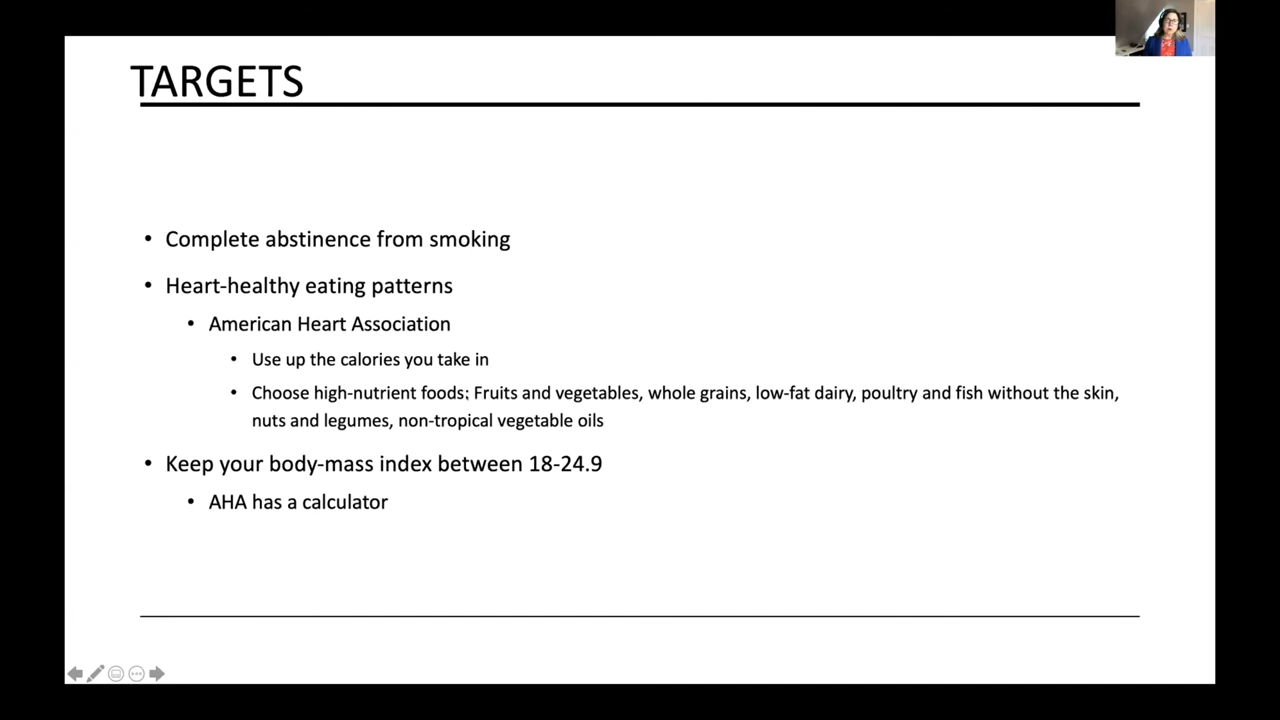 TARGETS
• Complete abstinence from smoking
• Heart-healthy eating patterns
• American Heart Association
• Use up the calories you take in
• Choose high-nutrient foods: Fruits and vegetables, whole grains, low-fat dairy, poultry and fish without the skin,
nuts and legumes, non-tropical vegetable oils
• Keep your body-mass index between 18-24.9
• AHA has a calculator